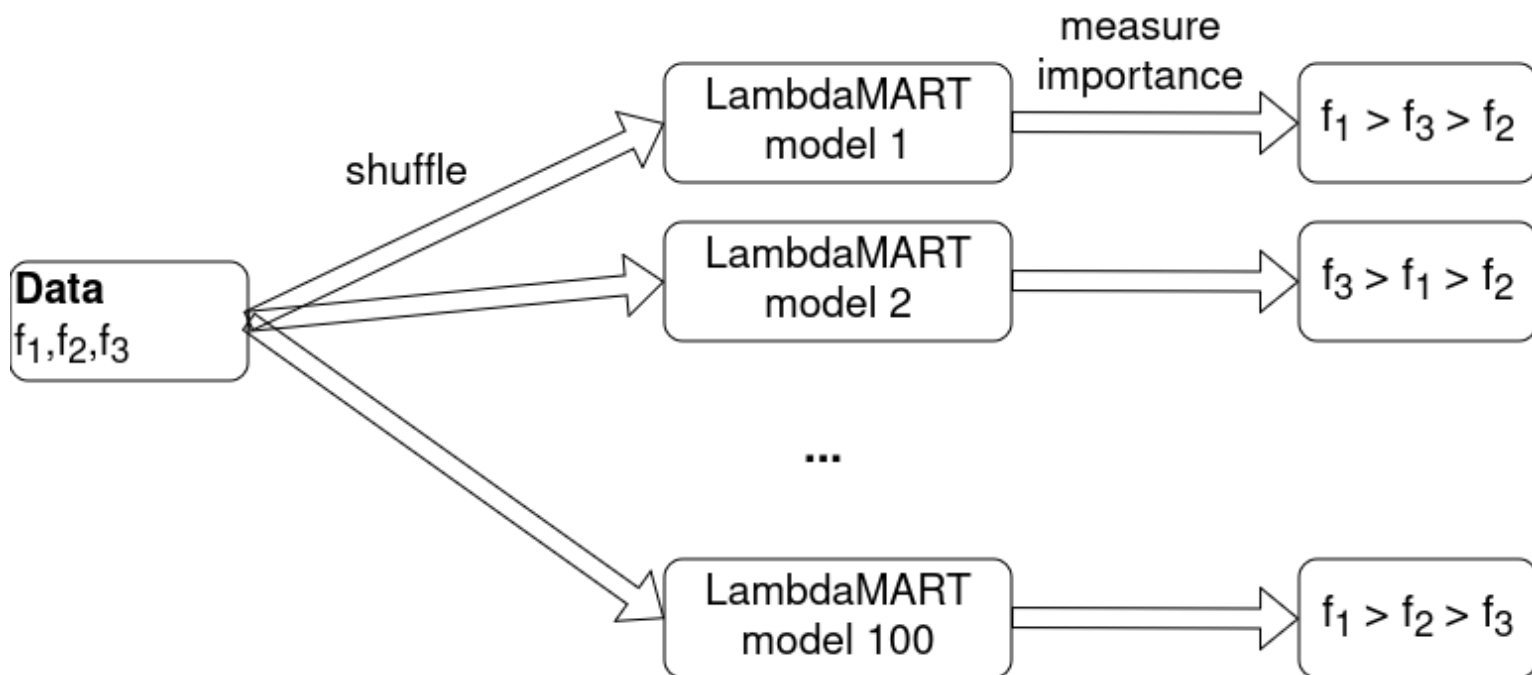 measure
importance
LambdaMART
model 1
f₁ > f₃ > f₂
shuffle
LambdaMART
model 2
f₃ > f₁ > f₂
Data
f₁,f₂,f₃
...
LambdaMART
model 100
f₁ > f₂ > f₃